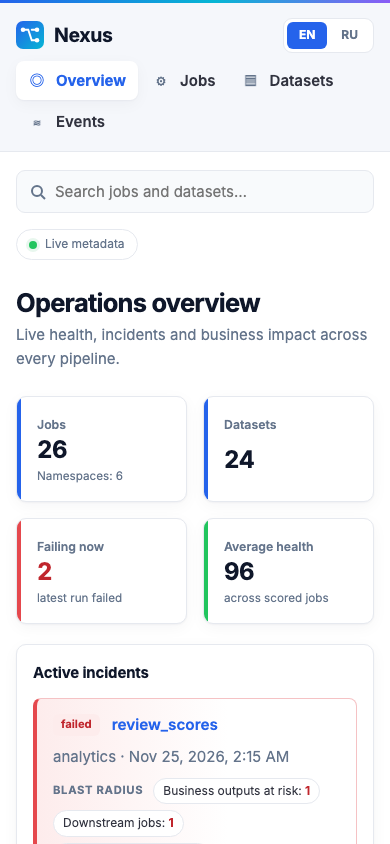 Nexus
EN RU
Overview Jobs Datasets
Events
Search jobs and datasets...
Live metadata
Operations overview
Live health, incidents and business impact across
every pipeline.
Jobs
26
Namespaces: 6
Datasets
24
Failing now
2
latest run failed
Average health
96
across scored jobs
Active incidents
failed review_scores
analytics · Nov 25, 2026, 2:15 AM
BLAST RADIUS Business outputs at risk: 1
Downstream jobs: 1